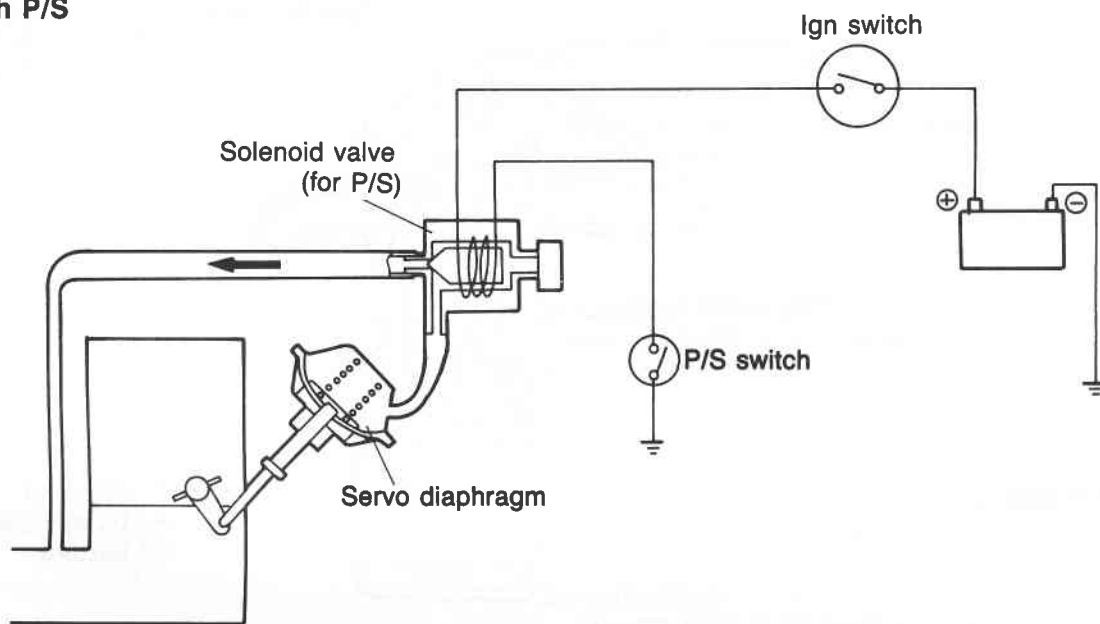 P/S
Ign switch
Solenoid valve
(for P/S)
⊕
⊖
P/S switch
Servo diaphragm